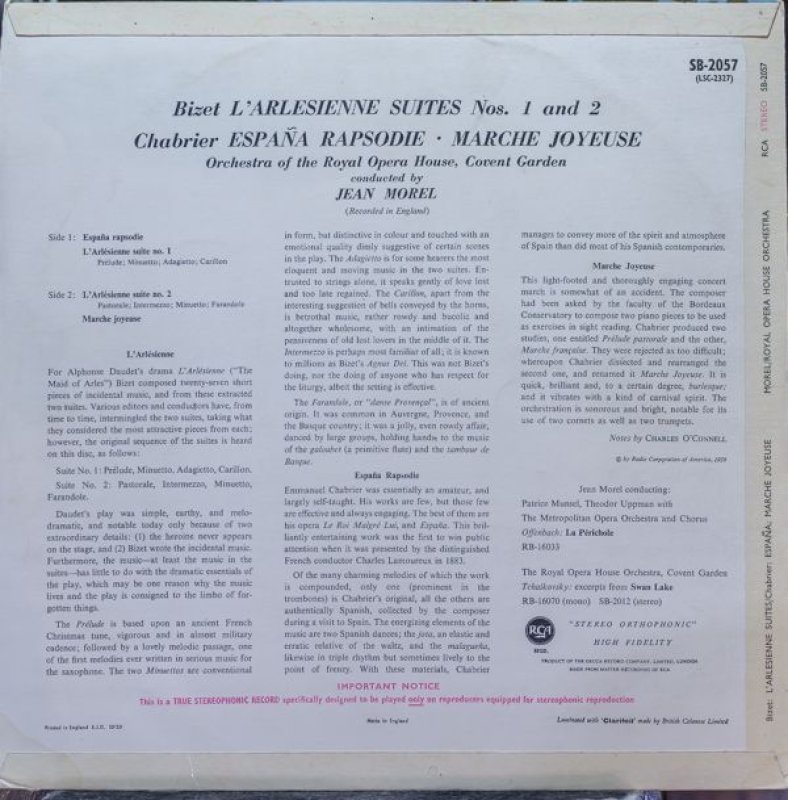 SB-2057
(LSC-2327)
Bizet L'ARLESIENNE SUITES Nos. 1 and 2
Chabrier ESPAÑA RAPSODIE · MARCHE JOYEUSE
Orchestra of the Royal Opera House, Covent Garden
conducted by
JEAN MOREL
(Recorded in England)
Side 1: España rapsodie
L'Arlésienne suite no. 1
Prélude; Minuetto; Adagietto; Carillon
Side 2: L'Arlésienne suite no. 2
Pastorale; Intermezzo; Minuetto; Farandole
Marche joyeuse
L'Arlésienne
For Alphonse Daudet's drama L'Arlésienne ("The
Maid of Arles") Bizet composed twenty-seven short
pieces of incidental music, and from these extracted
two suites. Various editors and conductors have, from
time to time, intermingled the two suites, taking what
they considered the most attractive pieces from each;
however, the original sequence of the suites is heard
on this disc, as follows:
Suite No. 1: Prélude, Minuetto, Adagietto, Carillon.
Suite No. 2: Pastorale, Intermezzo, Minuetto,
Farandole.
Daudet's play was simple, earthy, and melo-
dramatic, and notable today only because of two
extraordinary details: (1) the heroine never appears
on the stage, and (2) Bizet wrote the incidental music.
Furthermore, the music—at least the music in the
suites—has little to do with the dramatic essentials of
the play, which may be one reason why the music
lives and the play is consigned to the limbo of for-
gotten things.
The Prélude is based upon an ancient French
Christmas tune, vigorous and in almost military
cadence; followed by a lovely melodic passage, one
of the first melodies ever written in serious music for
the saxophone. The two Minuettos are conventional
in form, but distinctive in colour and touched with an
emotional quality dimly suggestive of certain scenes
in the play. The Adagietto is for some hearers the most
eloquent and moving music in the two suites. En-
trusted to strings alone, it speaks gently of love lost
and too late regained. The Carillon, apart from the
interesting suggestion of bells conveyed by the horns,
is betrothal music, rather rowdy and bucolic and
altogether wholesome, with an intimation of the
pensiveness of old lost lovers in the middle of it. The
Intermezzo is perhaps most familiar of all; it is known
to millions as Bizet's Agnus Dei. This was not Bizet's
doing, nor the doing of anyone who has respect for
the liturgy, albeit the setting is effective.
The Farandole, or "danse Provençal", is of ancient
origin. It was common in Auvergne, Provence, and
the Basque country; it was a jolly, even rowdy affair,
danced by large groups, holding hands to the music
of the galoubet (a primitive flute) and the tambour de
Basque.
España Rapsodie
Emmanuel Chabrier was essentially an amateur, and
largely self-taught. His works are few, but those few
are effective and always engaging. The best of them are
his opera Le Roi Malgré Lui, and España. This bril-
liantly entertaining work was the first to win public
attention when it was presented by the distinguished
French conductor Charles Lamoureux in 1883.
Of the many charming melodies of which the work
is compounded, only one (prominent in the
trombones) is Chabrier's original, all the others are
authentically Spanish, collected by the composer
during a visit to Spain. The energizing elements of the
music are two Spanish dances; the jota, an elastic and
erratic relative of the waltz, and the malagueña,
likewise in triple rhythm but sometimes lively to the
point of frenzy. With these materials, Chabrier
manages to convey more of the spirit and atmosphere
of Spain than did most of his Spanish contemporaries.
Marche Joyeuse
This light-footed and thoroughly engaging concert
march is somewhat of an accident. The composer
had been asked by the faculty of the Bordeaux
Conservatory to compose two piano pieces to be used
as exercises in sight reading. Chabrier produced two
studies, one entitled Prélude pastorale and the other,
Marche française. They were rejected as too difficult;
whereupon Chabrier dissected and rearranged the
second one, and renamed it Marche Joyeuse. It is
quick, brilliant and, to a certain degree, burlesque;
and it vibrates with a kind of carnival spirit. The
orchestration is sonorous and bright, notable for its
use of two cornets as well as two trumpets.
Notes by CHARLES O'CONNELL
© by Radio Corporation of America, 1959
Jean Morel conducting:
Patrice Munsel, Theodor Uppman with
The Metropolitan Opera Orchestra and Chorus
Offenbach: La Périchole
RB-16033
The Royal Opera House Orchestra, Covent Garden
Tchaikovsky: excerpts from Swan Lake
RB-16070 (mono) SB-2012 (stereo)
RCA
"STEREO ORTHOPHONIC"
HIGH FIDELITY
PRODUCT OF THE DECCA RECORD COMPANY, LIMITED, LONDON
MADE FROM MASTER RECORDINGS OF RCA
IMPORTANT NOTICE
This is a TRUE STEREOPHONIC RECORD specifically designed to be played only on reproducers equipped for stereophonic reproduction
Printed in England
Made in England
Laminated with 'Clarifoil' made by British Celanese Limited
Bizet: L'ARLESIENNE SUITES/Chabrier: ESPAÑA, MARCHE JOYEUSE MOREL/ROYAL OPERA HOUSE ORCHESTRA RCA STEREO SB-2057